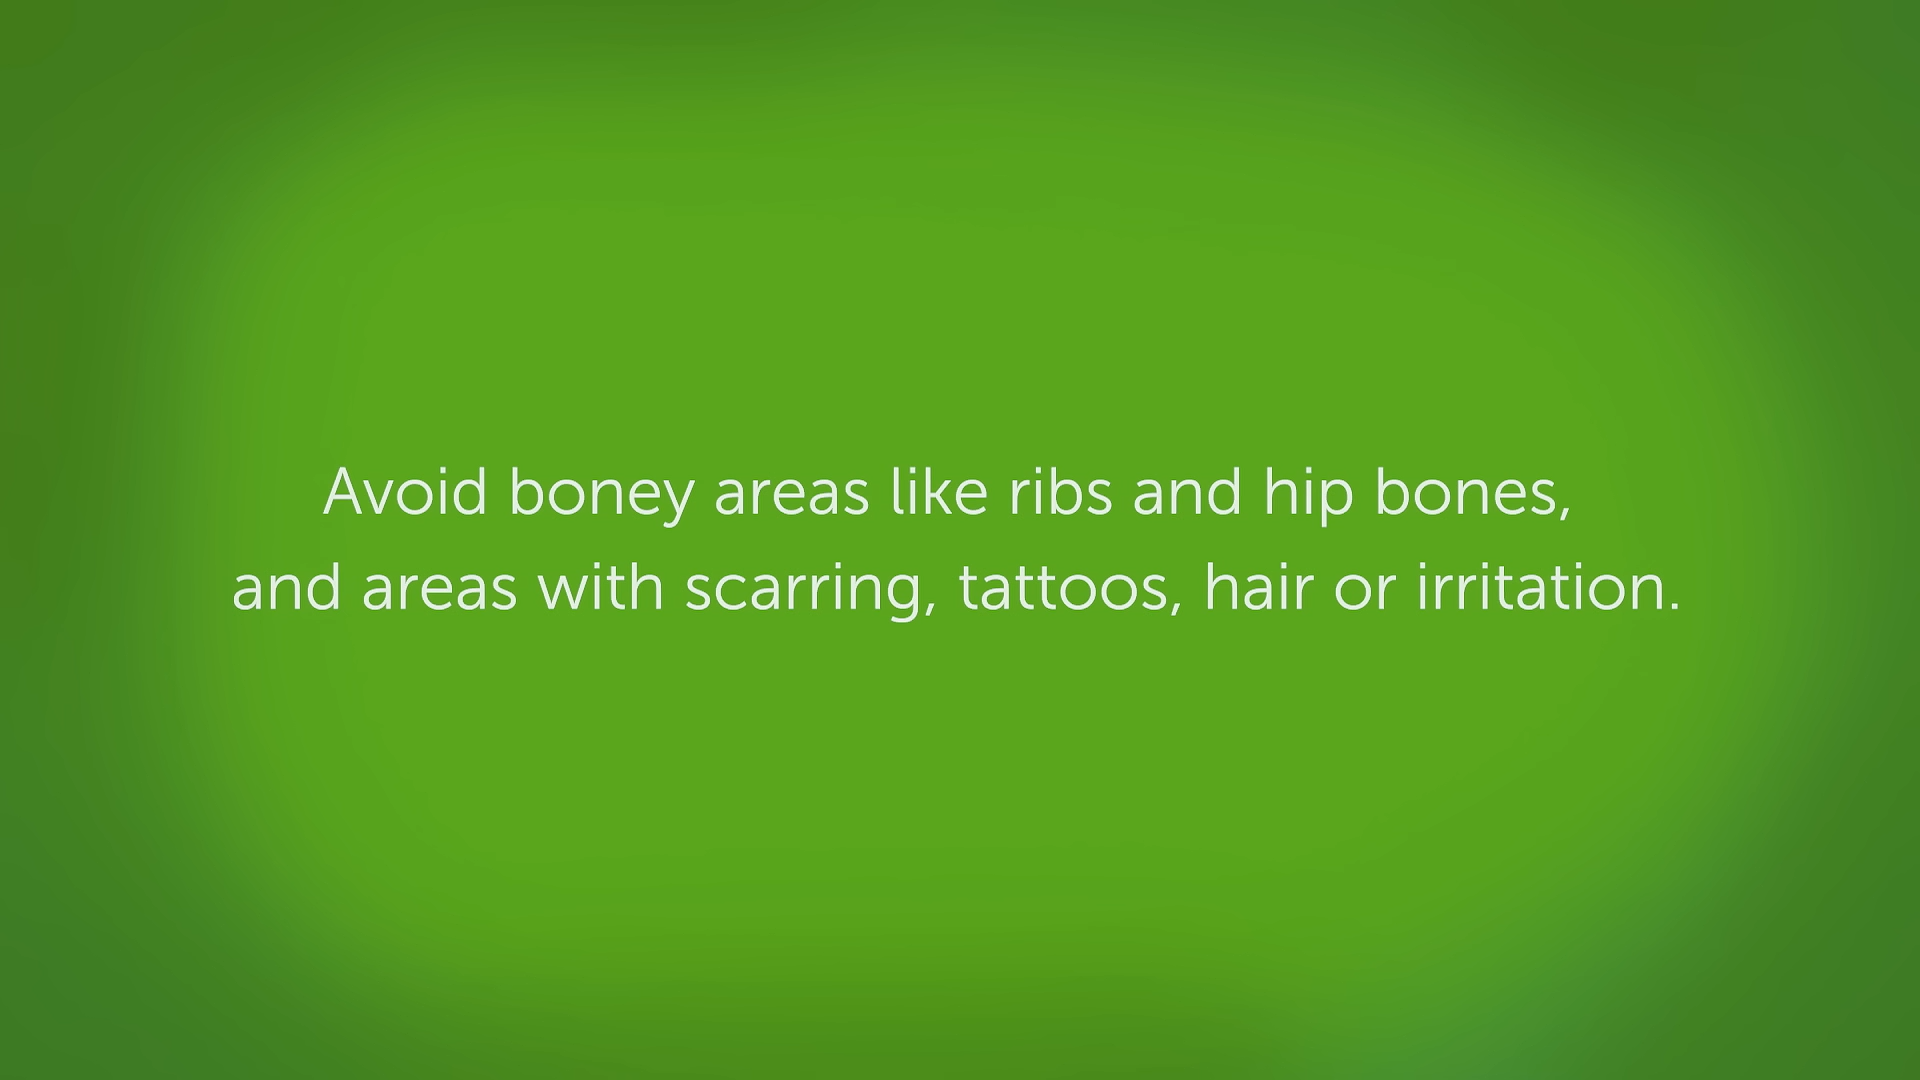 Avoid boney areas like ribs and hip bones,
and areas with scarring, tattoos, hair or irritation.